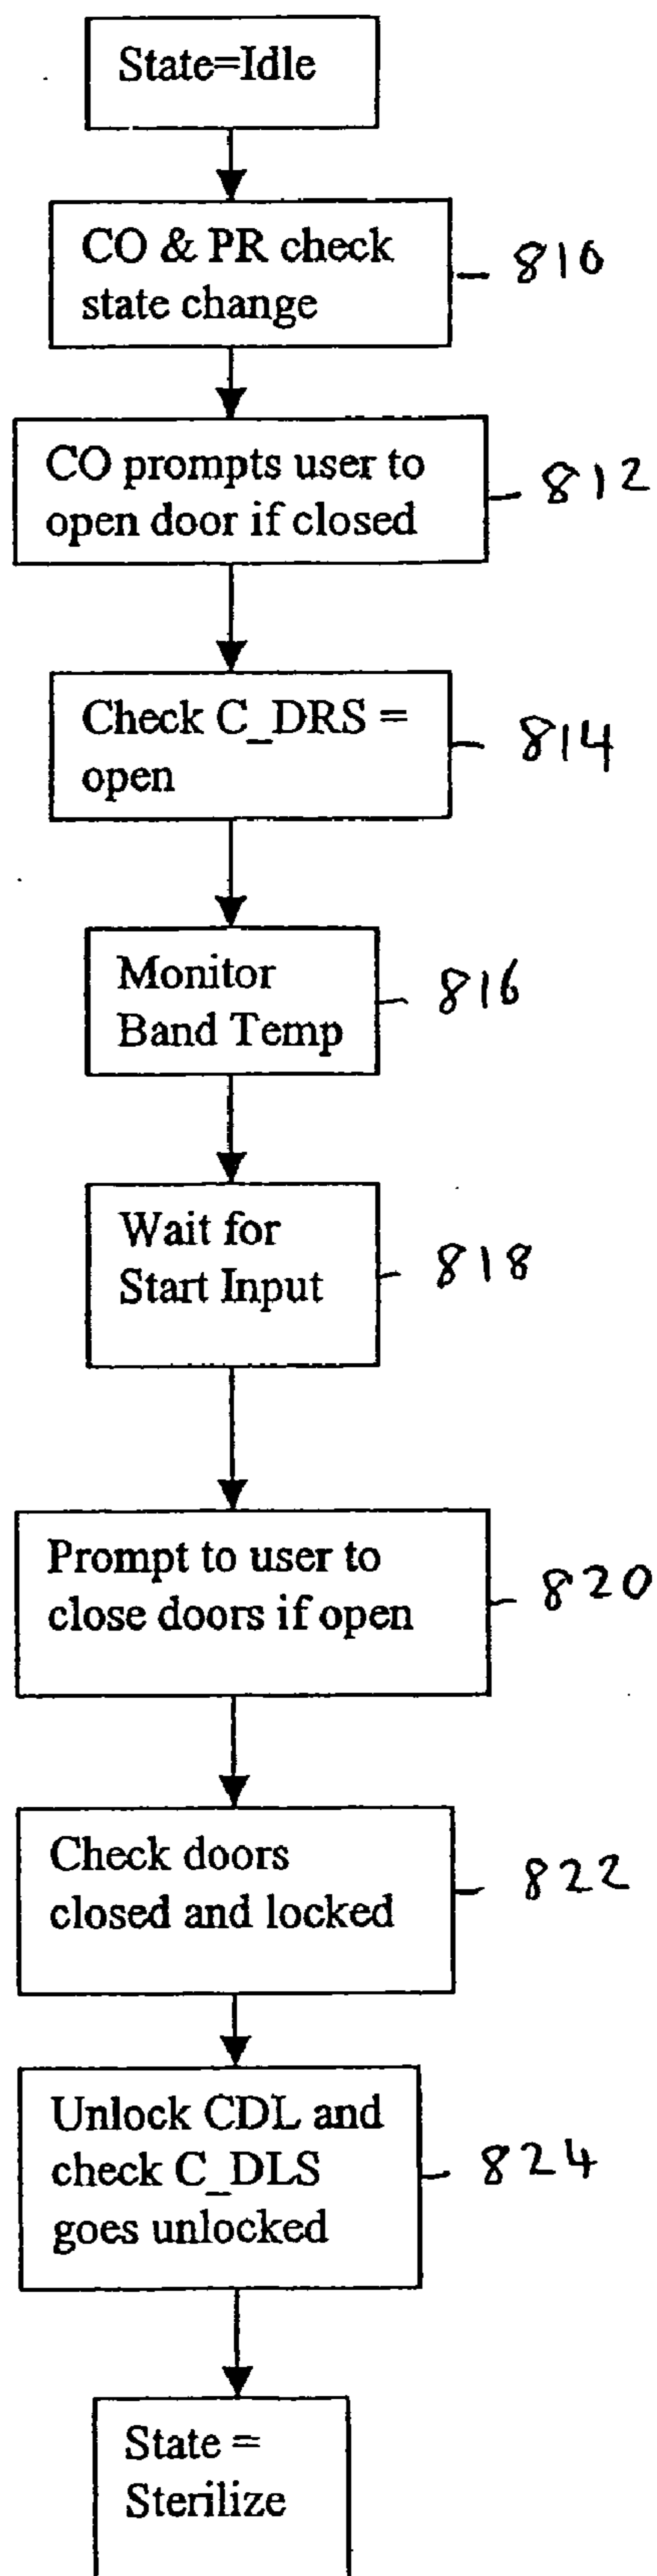 State=Idle
CO & PR check
state change
810
CO prompts user to
open door if closed
812
Check C_DRS =
open
814
Monitor
Band Temp
816
Wait for
Start Input
818
Prompt to user to
close doors if open
820
Check doors
closed and locked
822
Unlock CDL and
check C_DLS
goes unlocked
824
State =
Sterilize